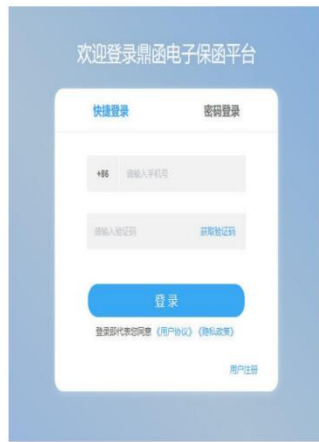 欢迎登录鼎函电子保函平台
快捷登录 密码登录
+86 请输入手机号
请输入验证码 获取验证码
登录
登录即代表您同意《用户协议》《隐私政策》
用户注册